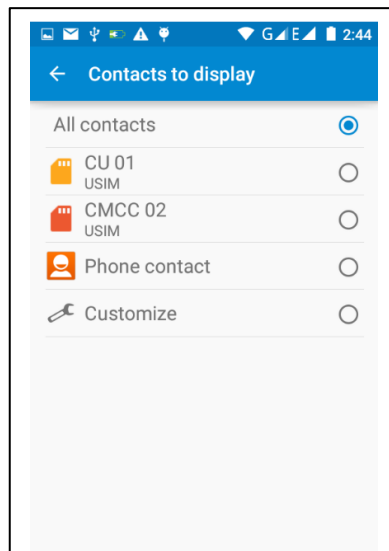 G E 2:44
Contacts to display
All contacts
CU 01
USIM
CMCC 02
USIM
Phone contact
Customize